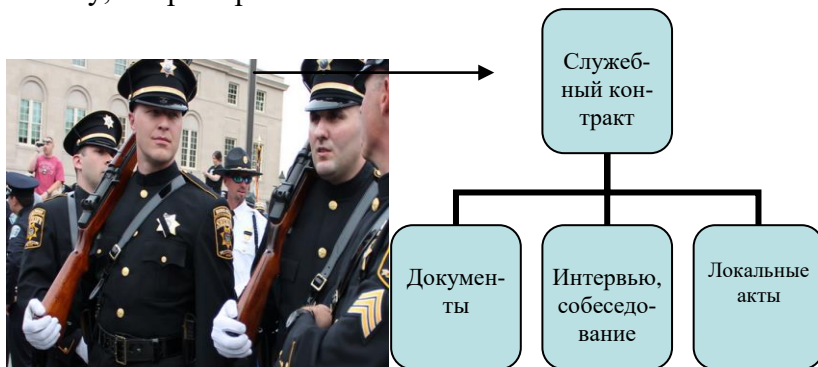 Служеб-
ный кон-
тракт
Докумен-
ты
Интервью,
собеседо-
вание
Локальные
акты